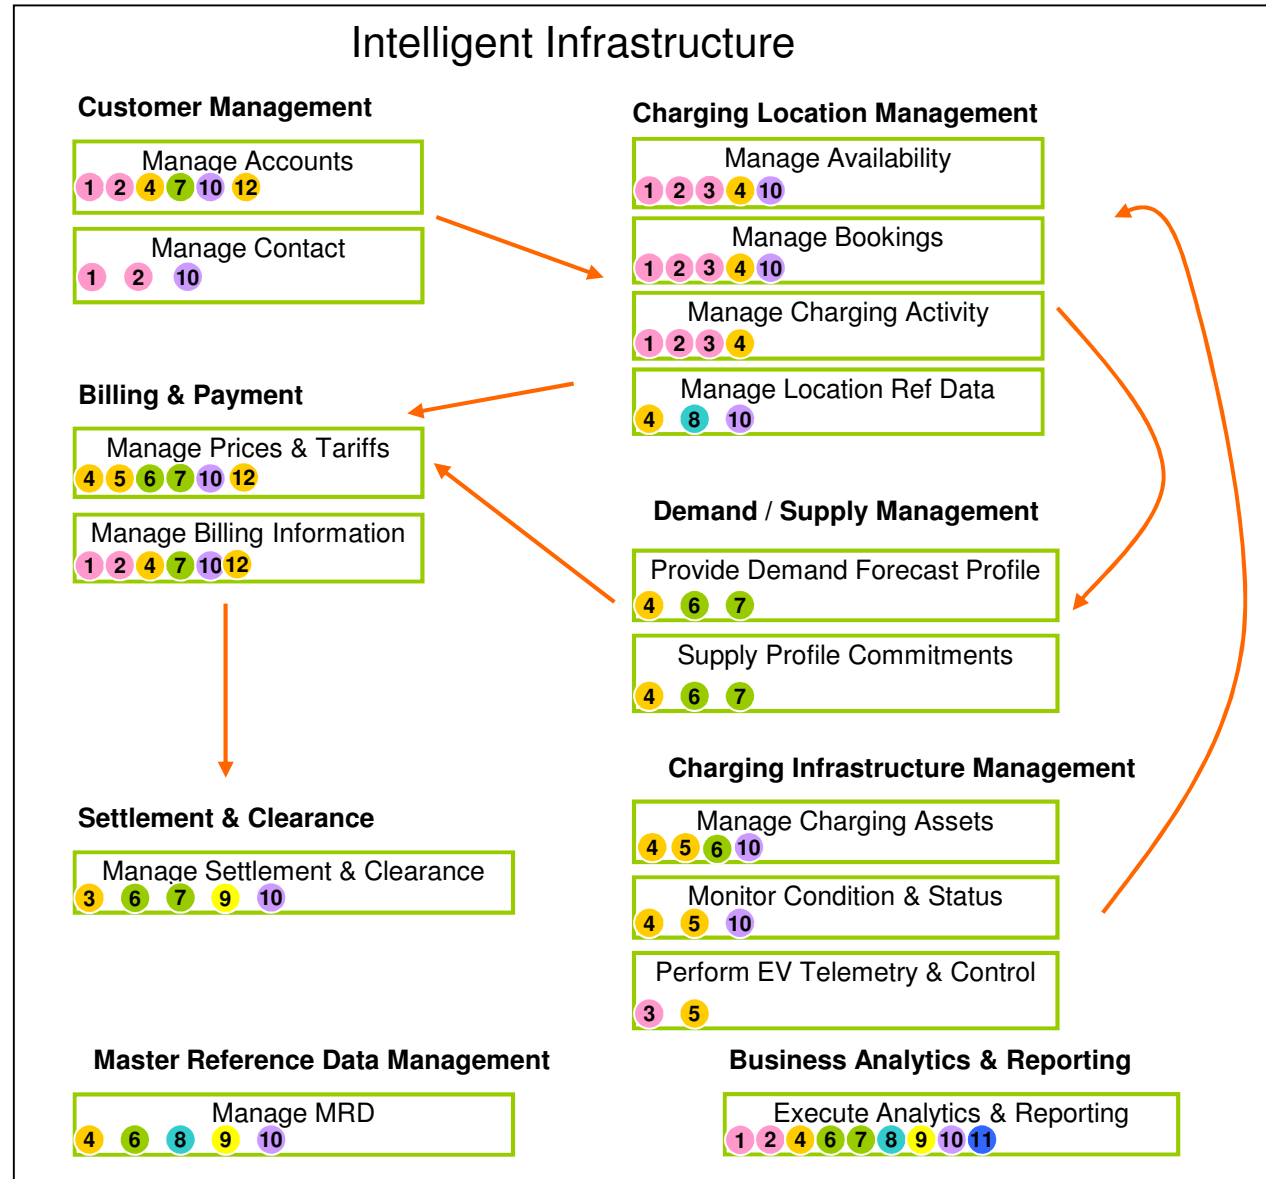 Intelligent Infrastructure
Customer Management
Manage Accounts
1 2 4 7 10 12
Manage Contact
1 2 10
Billing & Payment
Manage Prices & Tariffs
4 5 6 7 10 12
Manage Billing Information
1 2 4 7 10 12
Settlement & Clearance
Manage Settlement & Clearance
3 6 7 9 10
Master Reference Data Management
Manage MRD
4 6 8 9 10
Charging Location Management
Manage Availability
1 2 3 4 10
Manage Bookings
1 2 3 4 10
Manage Charging Activity
1 2 3 4
Manage Location Ref Data
4 8 10
Demand / Supply Management
Provide Demand Forecast Profile
4 6 7
Supply Profile Commitments
4 6 7
Charging Infrastructure Management
Manage Charging Assets
4 5 6 10
Monitor Condition & Status
4 5 10
Perform EV Telemetry & Control
3 5
Business Analytics & Reporting
Execute Analytics & Reporting
1 2 4 6 7 8 9 10 11